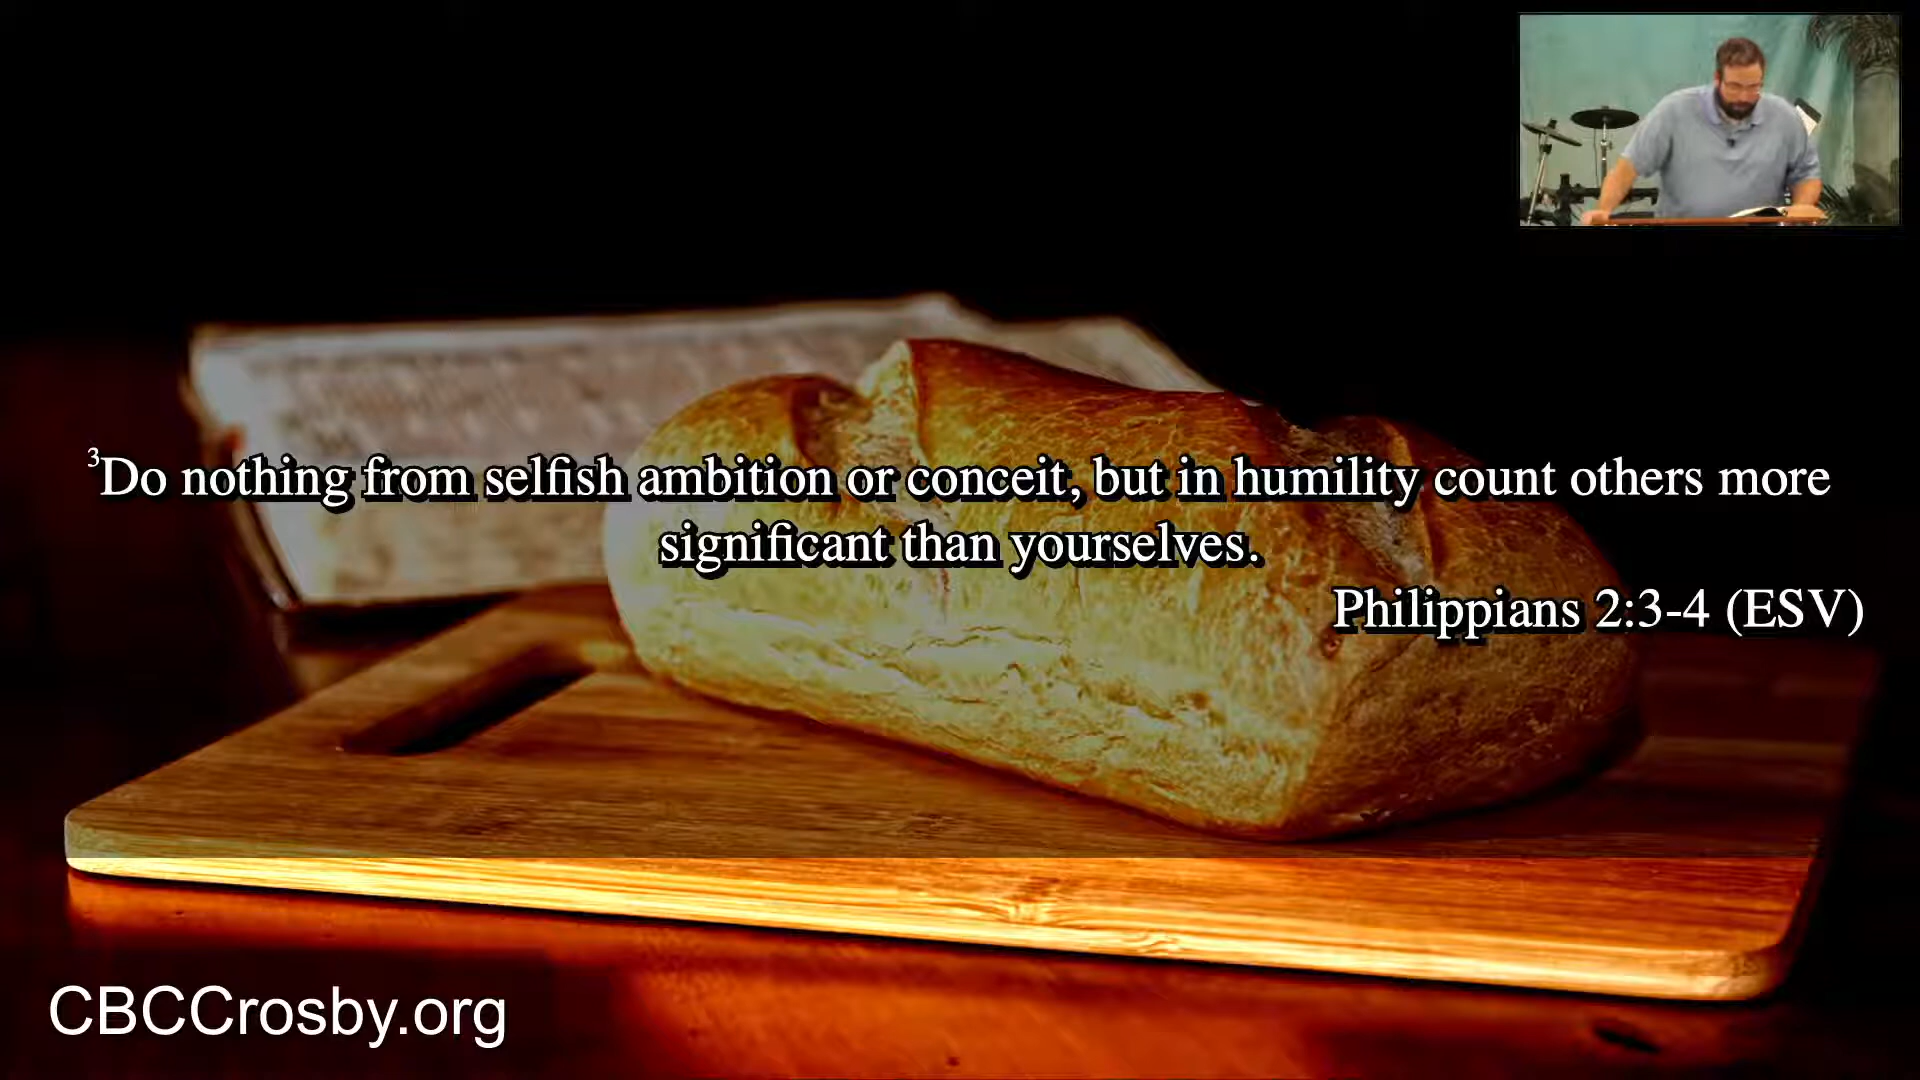 ³Do nothing from selfish ambition or conceit, but in humility count others more
significant than yourselves.
Philippians 2:3-4 (ESV)
CBCCrosby.org